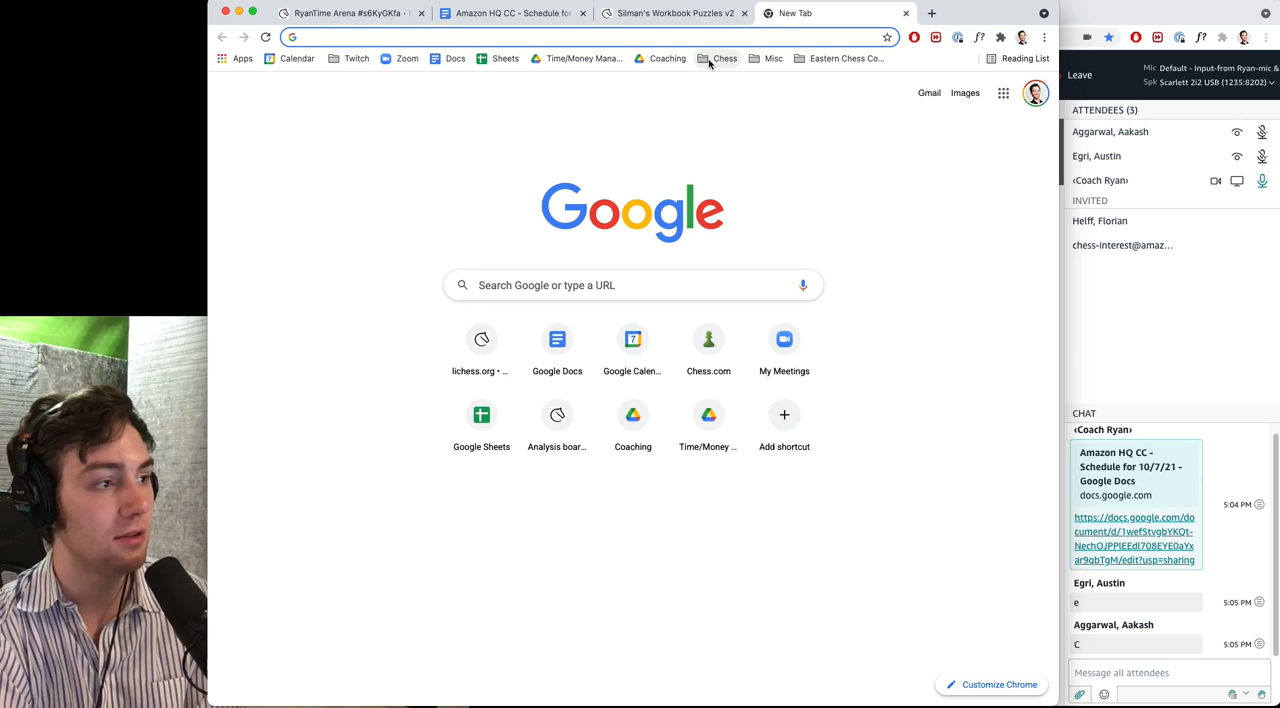 RyanTime Arena #s6KyGKfa •
Amazon HQ CC - Schedule for
Silman's Workbook Puzzles v2
New Tab
Apps
Calendar
Twitch
Zoom
Docs
Sheets
Time/Money Mana...
Coaching
Chess
Misc
Eastern Chess Co...
Reading List
Gmail
Images
Google
Search Google or type a URL
lichess.org • ...
Google Docs
Google Calen...
Chess.com
My Meetings
Google Sheets
Analysis boar...
Coaching
Time/Money ...
Add shortcut
Customize Chrome
Leave
Mic Default - Input-from Ryan-mic &
Spk Scarlett 2i2 USB (1235:8202)
ATTENDEES (3)
Aggarwal, Aakash
Egri, Austin
‹Coach Ryan›
INVITED
Helff, Florian
chess-interest@amaz...
CHAT
‹Coach Ryan›
Amazon HQ CC -
Schedule for 10/7/21 -
Google Docs
docs.google.com
5:04 PM
https://docs.google.com/do
cument/d/1wefStvgbYKQt-
NechOJPPlEEdl708EYE0aYx
ar9qbTgM/edit?usp=sharing
Egri, Austin
e
5:05 PM
Aggarwal, Aakash
C
5:05 PM
Message all attendees